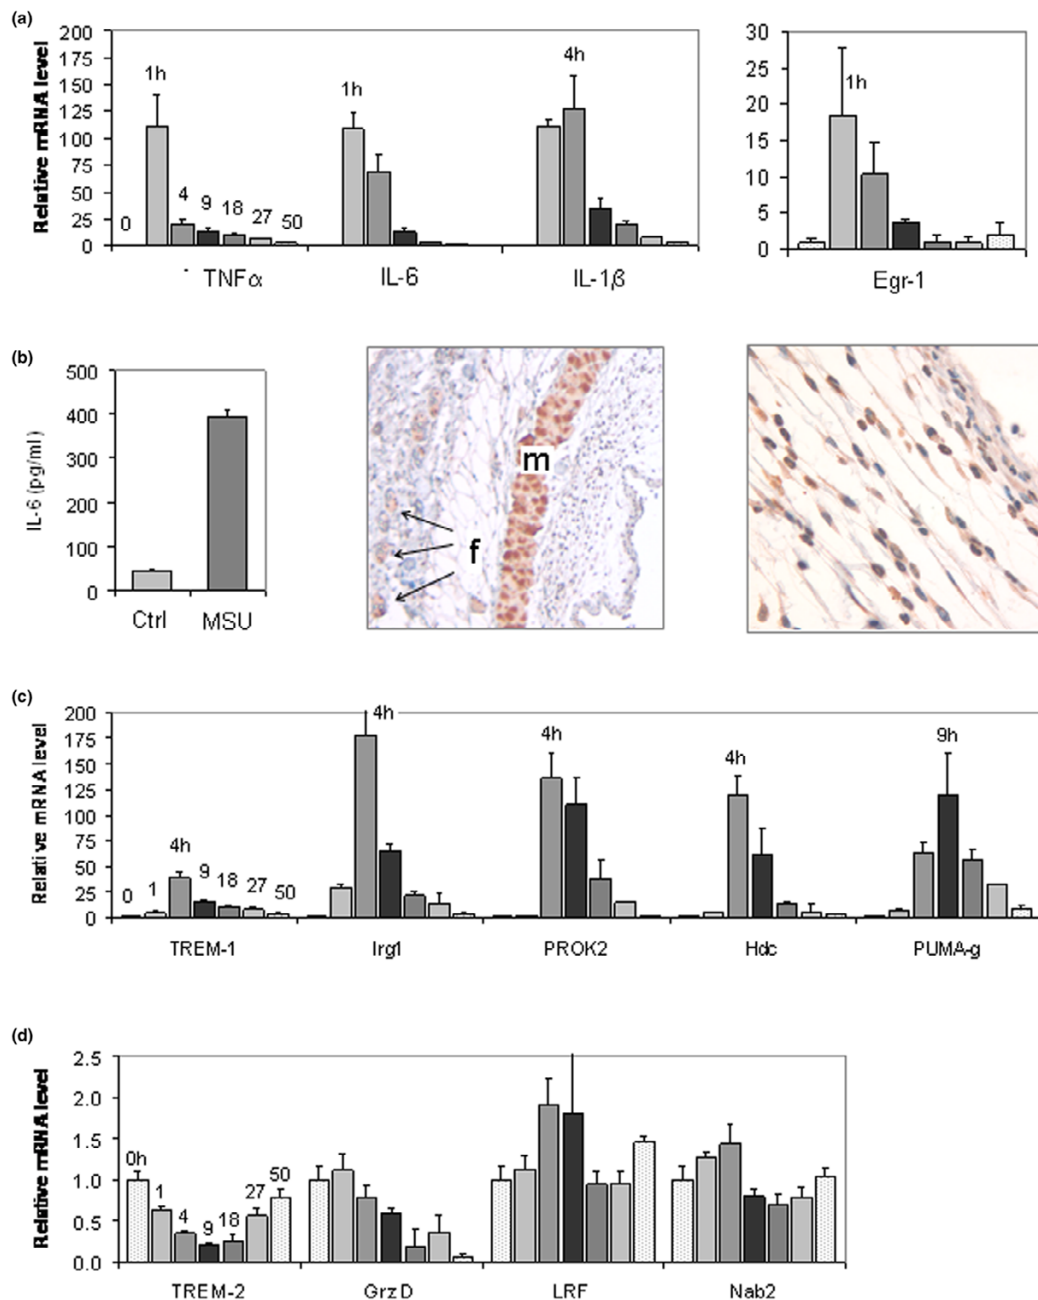 (a)
Relative mRNA level
200
175
150
125
100
75
50
25
0
0
1h
4
9
18
27
50
1h
4h
TNFα
IL-6
IL-1β
30
25
20
15
10
5
0
1h
Egr-1
(b)
IL-6 (pg/ml)
500
400
300
200
100
0
Ctrl
MSU
m
f
(c)
Relative mRNA level
200
175
150
125
100
75
50
25
0
0
1
4h
9
18
27
50
4h
4h
4h
9h
TREM-1
Irg1
PROK2
Hdc
PUMA-g
(d)
Relative mRNA level
2.5
2.0
1.5
1.0
0.5
0.0
0h
1
4
9
18
27
50
TREM-2
Grz D
LRF
Nab2